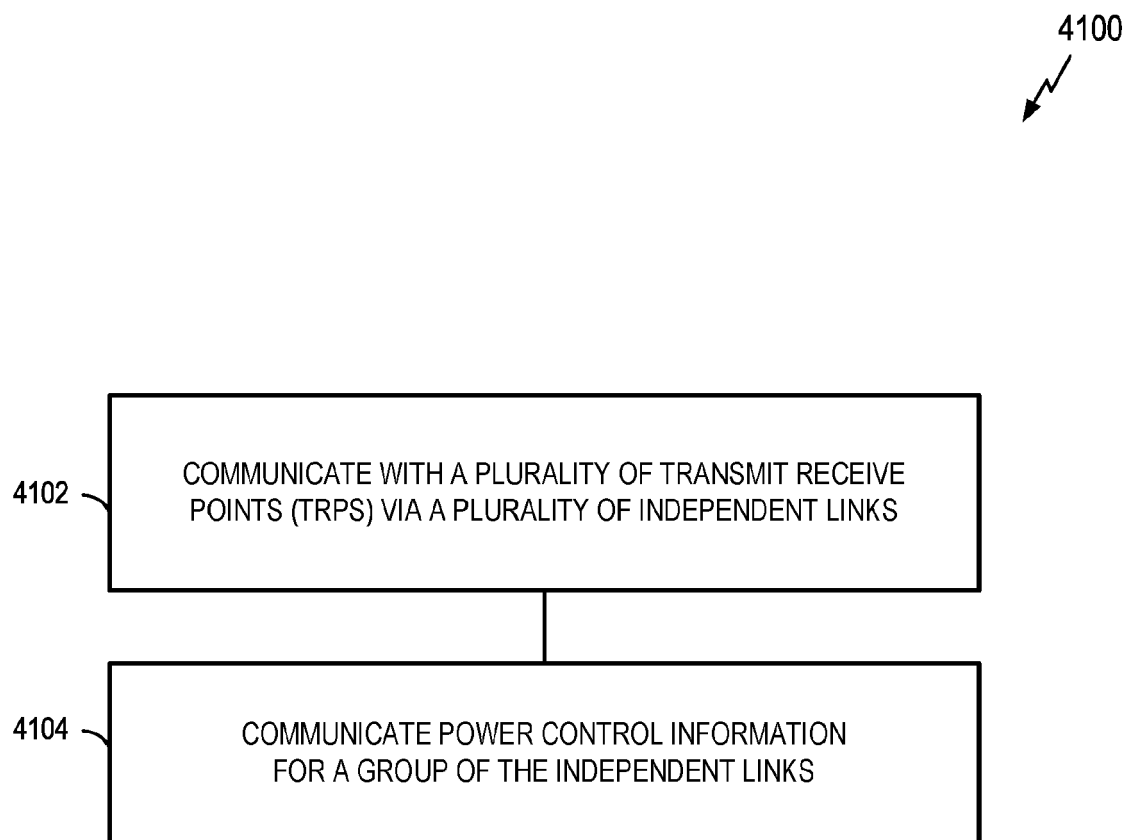 4100
4102
COMMUNICATE WITH A PLURALITY OF TRANSMIT RECEIVE
POINTS (TRPS) VIA A PLURALITY OF INDEPENDENT LINKS
4104
COMMUNICATE POWER CONTROL INFORMATION
FOR A GROUP OF THE INDEPENDENT LINKS